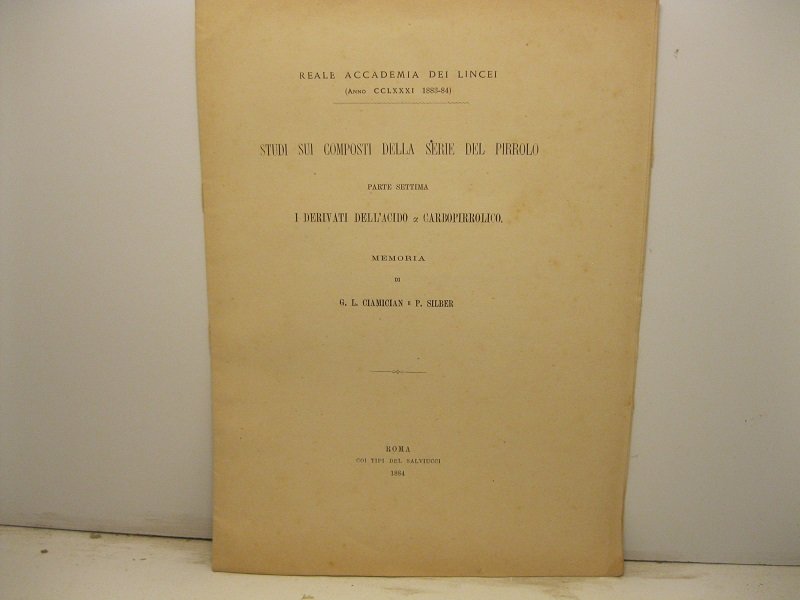 REALE ACCADEMIA DEI LINCEI
(ANNO CCLXXXI 1883-84)
STUDI SUI COMPOSTI DELLA SERIE DEL PIRROLO
PARTE SETTIMA
I DERIVATI DELL'ACIDO α CARBOPIRROLICO.
MEMORIA
DI
G. L. CIAMICIAN E P. SILBER
ROMA
COI TIPI DEL SALVIUCCI
1884